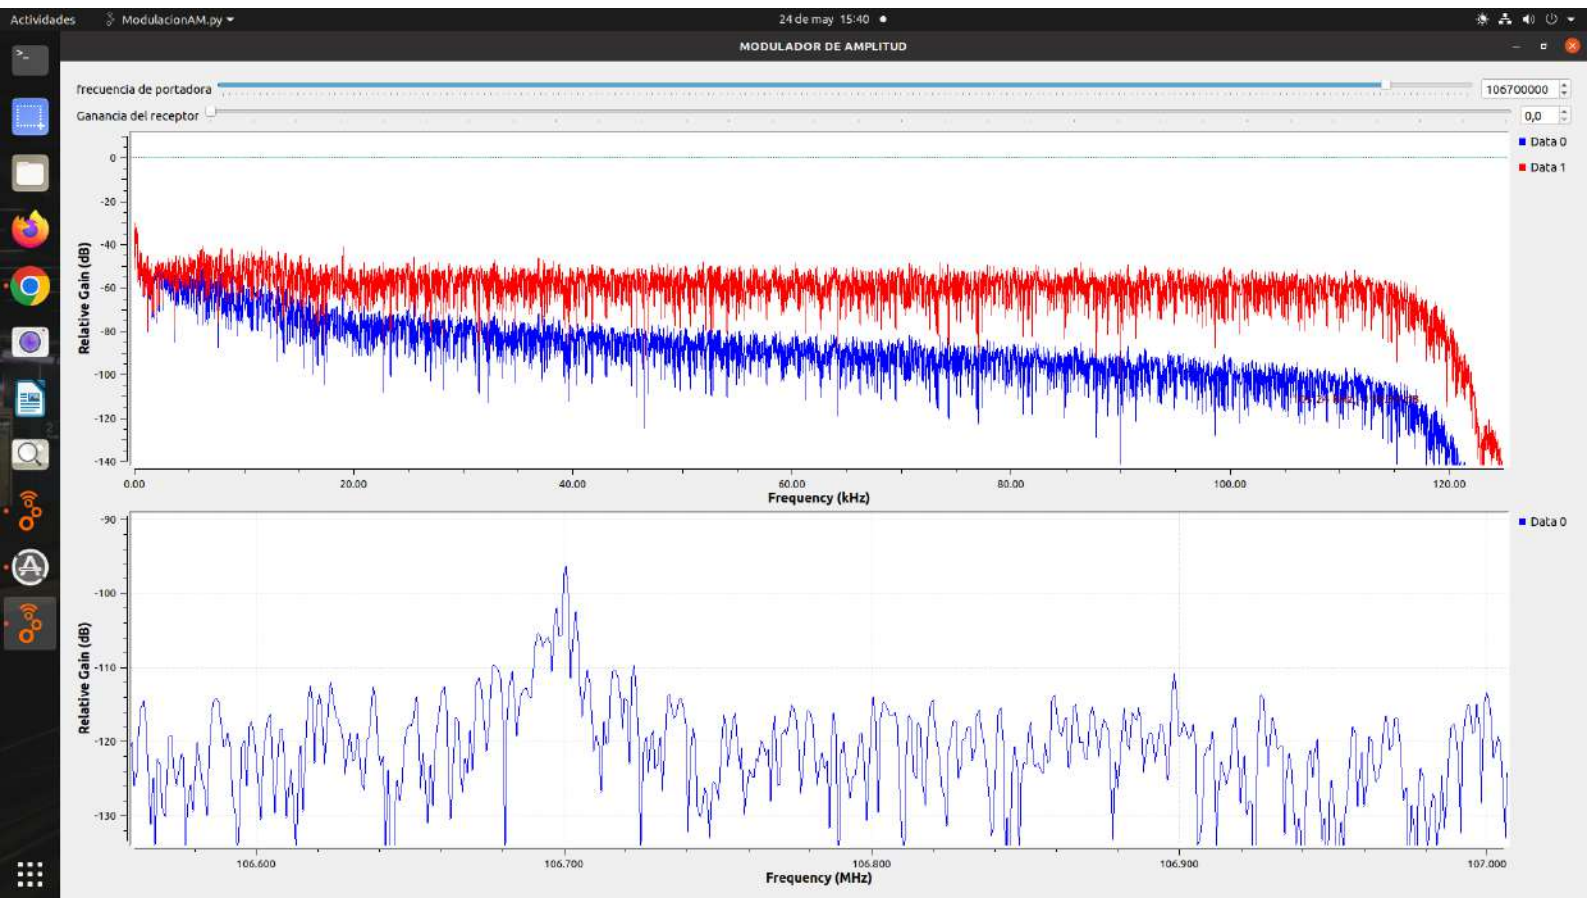 Actividades ModulacionAM.py 24 de may 15:40
MODULADOR DE AMPLITUD
frecuencia de portadora 106700000
Ganancia del receptor 0,0
Data 0
Data 1
Relative Gain (dB)
0
-20
-40
-60
-80
-100
-120
-140
0.00 20.00 40.00 60.00 80.00 100.00 120.00
Frequency (kHz)
Data 0
Relative Gain (dB)
-90
-100
-110
-120
-130
106.600 106.700 106.800 106.900 107.000
Frequency (MHz)